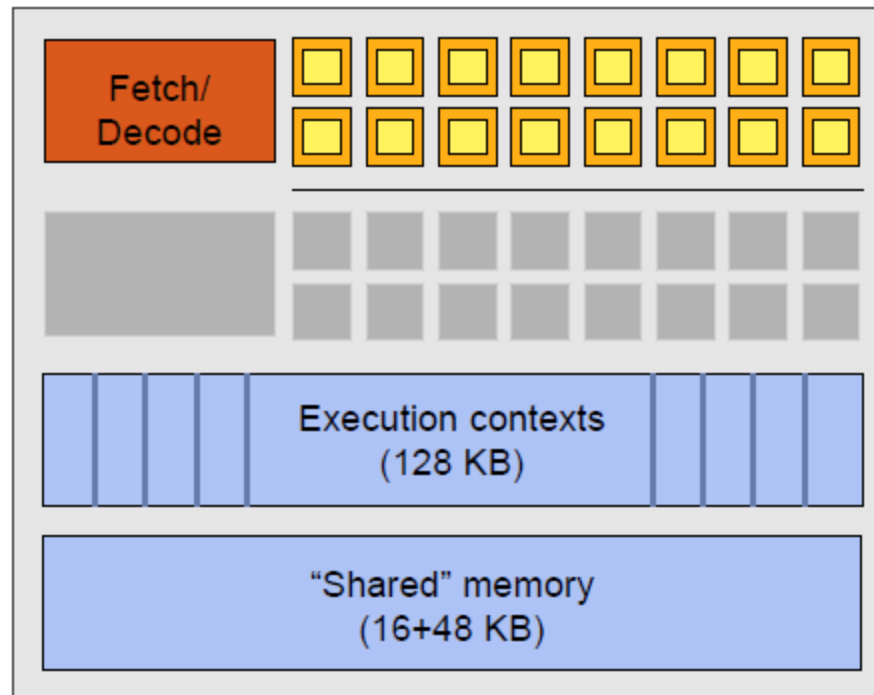 Fetch/
Decode
Execution contexts
(128 KB)
“Shared” memory
(16+48 KB)